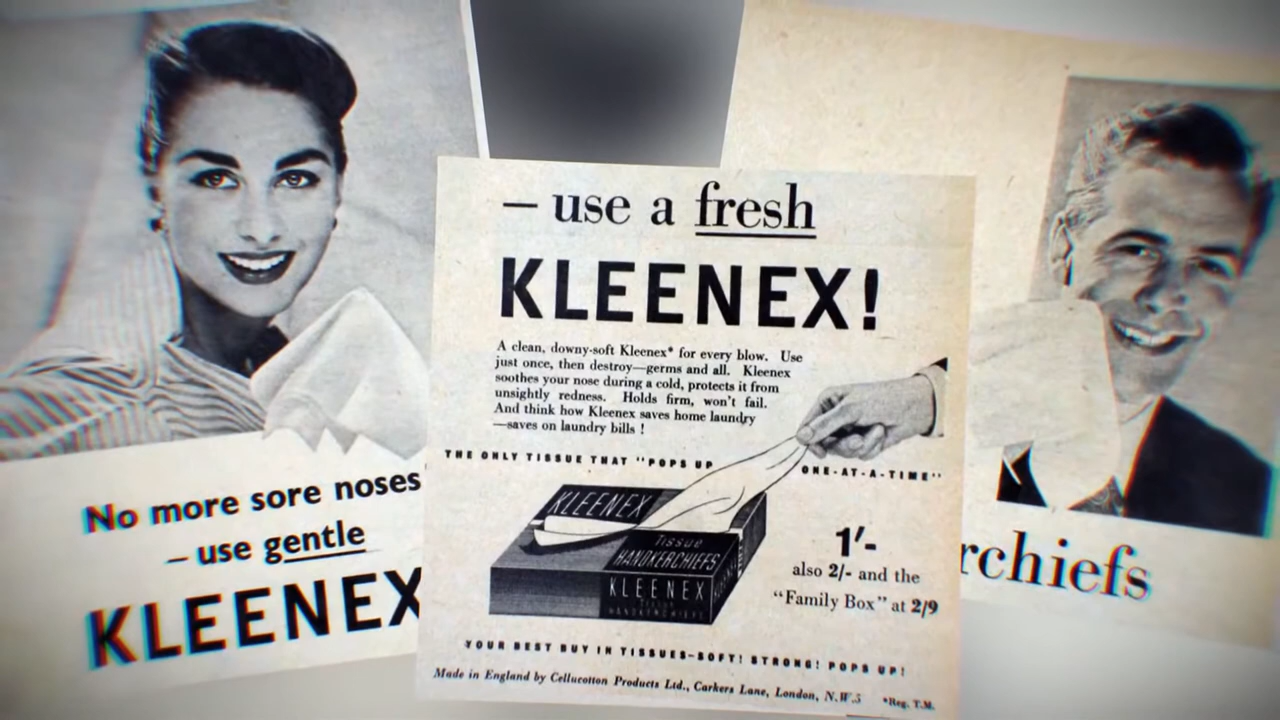 No more sore noses
– use gentle
KLEENEX
– use a fresh
KLEENEX!
A clean, downy-soft Kleenex* for every blow. Use
just once, then destroy—germs and all. Kleenex
soothes your nose during a cold, protects it from
unsightly redness. Holds firm, won't fail.
And think how Kleenex saves home laundry
—saves on laundry bills !
THE ONLY TISSUE THAT "POPS UP ONE-AT-A-TIME"
KLEENEX
Tissue
HANDKERCHIEFS
KLEENEX
HANDKERCHIEFS
KLEENEX
1'-
also 2/- and the
"Family Box" at 2/9
YOUR BEST BUY IN TISSUES–SOFT! STRONG! POPS UP!
Made in England by Cellucotton Products Ltd., Carkers Lane, London, N.W.5 *Reg. T.M.
rchiefs